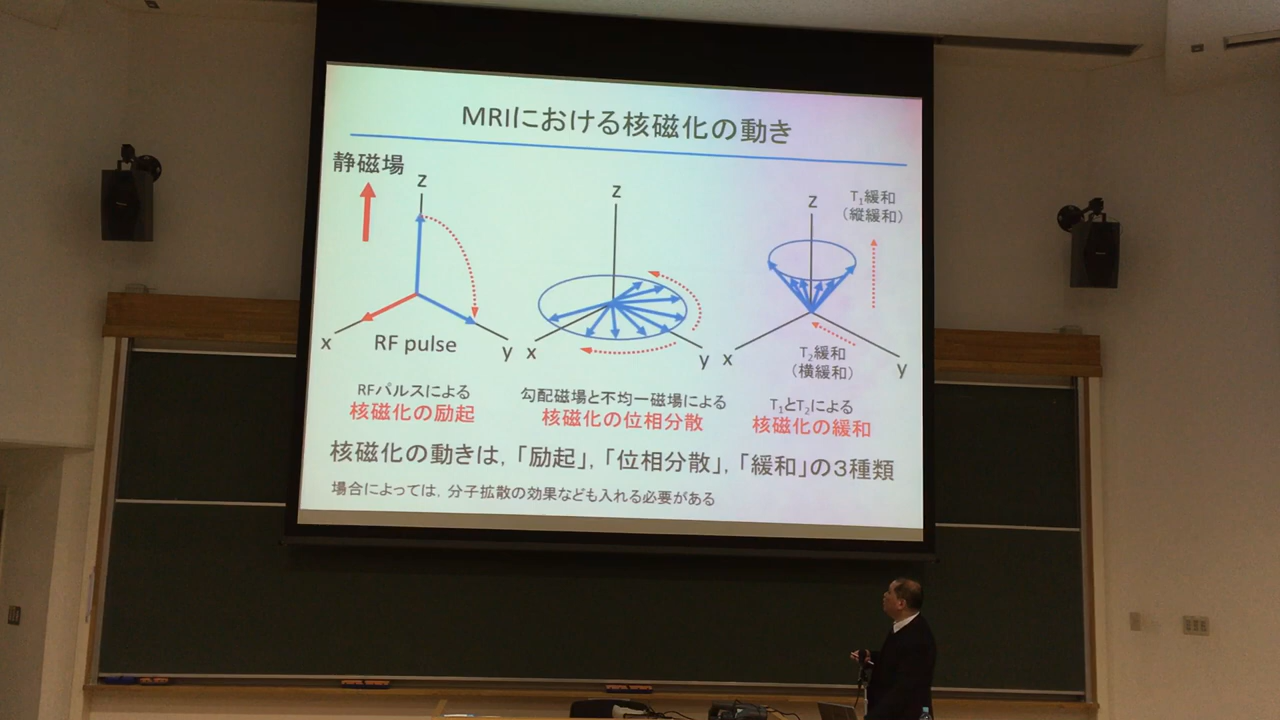 MRIにおける核磁化の動き
静磁場
z
x
RF pulse
y
RFパルスによる
核磁化の励起
z
x
y
勾配磁場と不均一磁場による
核磁化の位相分散
z
T1緩和
(縦緩和)
x
T2緩和
(横緩和)
y
T1とT2による
核磁化の緩和
核磁化の動きは,「励起」,「位相分散」,「緩和」の3種類
場合によっては,分子拡散の効果なども入れる必要がある